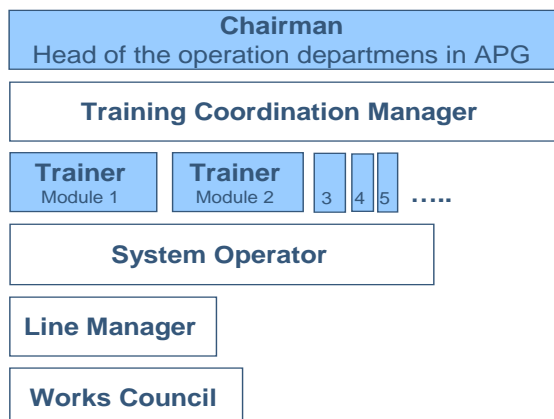 Chairman
Head of the operation departmens in APG
Training Coordination Manager
Trainer Trainer
Module 1 Module 2 3 4 5 .....
System Operator
Line Manager
Works Council